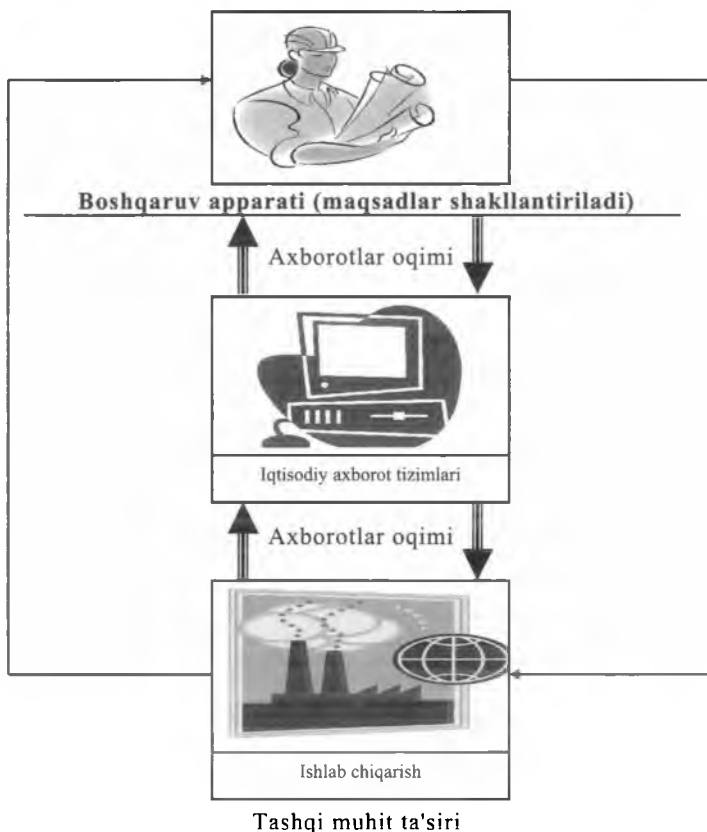 Boshqaruv apparati (maqsadlar shakllantiriladi)
Axborotlar oqimi
Iqtisodiy axborot tizimlari
Axborotlar oqimi
Ishlab chiqarish
Tashqi muhit ta'siri